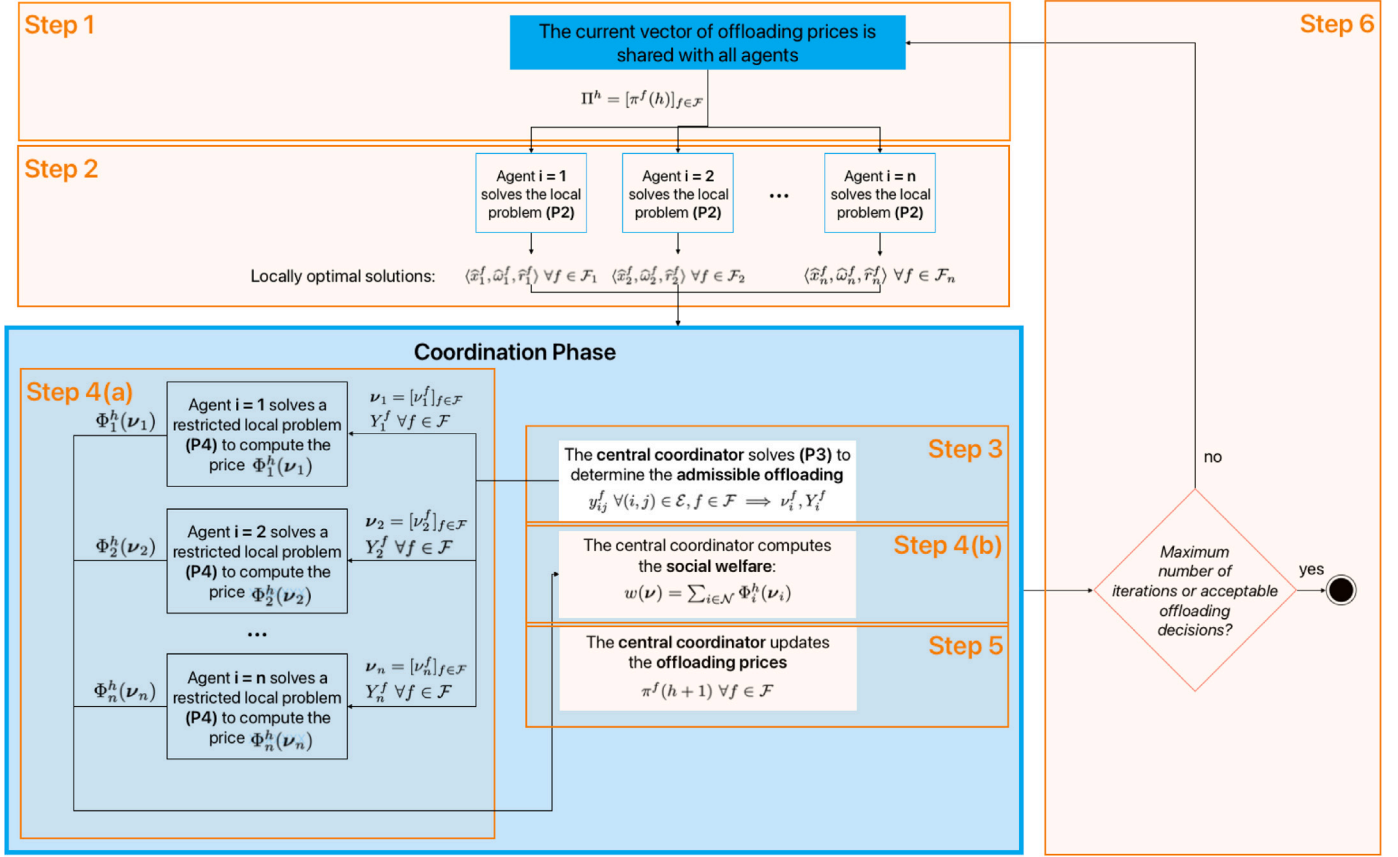 Step 1
The current vector of offloading prices is
shared with all agents
Π^h = [π^f(h)]_{f∈𝓕}
Step 2
Agent i = 1
solves the local
problem (P2)
Agent i = 2
solves the local
problem (P2)
...
Agent i = n
solves the local
problem (P2)
Locally optimal solutions: ⟨x̂_1^f, ω̂_1^f, r̂_1^f⟩ ∀f ∈ 𝓕_1 ⟨x̂_2^f, ω̂_2^f, r̂_2^f⟩ ∀f ∈ 𝓕_2 ⟨x̂_n^f, ω̂_n^f, r̂_n^f⟩ ∀f ∈ 𝓕_n
Coordination Phase
Step 4(a)
Φ_1^h(𝝂_1)
Agent i = 1 solves a
restricted local problem
(P4) to compute the
price Φ_1^h(𝝂_1)
𝝂_1 = [ν_1^f]_{f∈𝓕}
Y_1^f ∀f ∈ 𝓕
Φ_2^h(𝝂_2)
Agent i = 2 solves a
restricted local problem
(P4) to compute the
price Φ_2^h(𝝂_2)
𝝂_2 = [ν_2^f]_{f∈𝓕}
Y_2^f ∀f ∈ 𝓕
...
Φ_n^h(𝝂_n)
Agent i = n solves a
restricted local problem
(P4) to compute the
price Φ_n^h(𝝂_n)
𝝂_n = [ν_n^f]_{f∈𝓕}
Y_n^f ∀f ∈ 𝓕
Step 3
The central coordinator solves (P3) to
determine the admissible offloading
y_{ij}^f ∀(i, j) ∈ 𝓔, f ∈ 𝓕 ⟹ ν_i^f, Y_i^f
Step 4(b)
The central coordinator computes
the social welfare:
w(𝝂) = ∑_{i∈𝓝} Φ_i^h(𝝂_i)
Step 5
The central coordinator updates
the offloading prices
π^f(h + 1) ∀f ∈ 𝓕
Step 6
no
Maximum
number of
iterations or acceptable
offloading
decisions?
yes